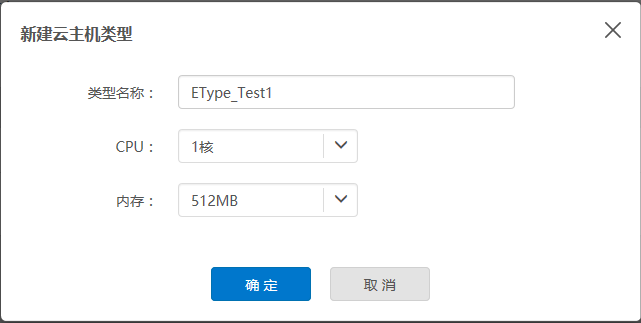 新建云主机类型
类型名称： EType_Test1
CPU： 1核
内存： 512MB
确定 取消